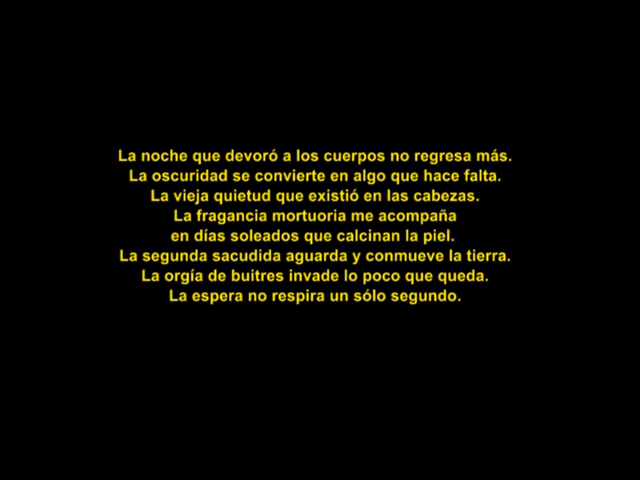 La noche que devoró a los cuerpos no regresa más.
La oscuridad se convierte en algo que hace falta.
La vieja quietud que existió en las cabezas.
La fragancia mortuoria me acompaña
en días soleados que calcinan la piel.
La segunda sacudida aguarda y conmueve la tierra.
La orgía de buitres invade lo poco que queda.
La espera no respira un sólo segundo.